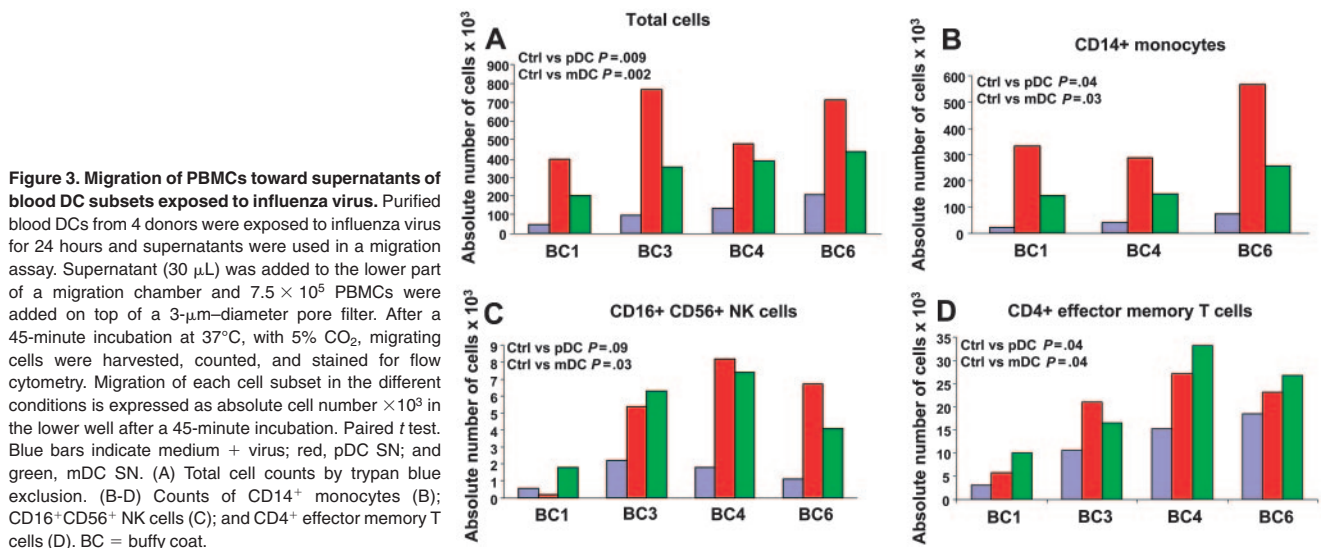 Figure 3. Migration of PBMCs toward supernatants of
blood DC subsets exposed to influenza virus. Purified
blood DCs from 4 donors were exposed to influenza virus
for 24 hours and supernatants were used in a migration
assay. Supernatant (30 μL) was added to the lower part
of a migration chamber and 7.5 × 10⁵ PBMCs were
added on top of a 3-μm–diameter pore filter. After a
45-minute incubation at 37°C, with 5% CO₂, migrating
cells were harvested, counted, and stained for flow
cytometry. Migration of each cell subset in the different
conditions is expressed as absolute cell number ×10³ in
the lower well after a 45-minute incubation. Paired t test.
Blue bars indicate medium + virus; red, pDC SN; and
green, mDC SN. (A) Total cell counts by trypan blue
exclusion. (B-D) Counts of CD14⁺ monocytes (B);
CD16⁺CD56⁺ NK cells (C); and CD4⁺ effector memory T
cells (D). BC = buffy coat.
A
Total cells
Ctrl vs pDC P=.009
Ctrl vs mDC P=.002
Absolute number of cells x 10³
900
800
700
600
500
400
300
200
100
0
BC1 BC3 BC4 BC6
B
CD14+ monocytes
Ctrl vs pDC P=.04
Ctrl vs mDC P=.03
Absolute number of cells x 10³
600
500
400
300
200
100
0
BC1 BC4 BC6
C
CD16+ CD56+ NK cells
Ctrl vs pDC P=.09
Ctrl vs mDC P=.03
Absolute number of cells x 10³
9
8
7
6
5
4
3
2
1
0
BC1 BC3 BC4 BC6
D
CD4+ effector memory T cells
Ctrl vs pDC P=.04
Ctrl vs mDC P=.04
Absolute number of cells x 10³
35
30
25
20
15
10
5
0
BC1 BC3 BC4 BC6